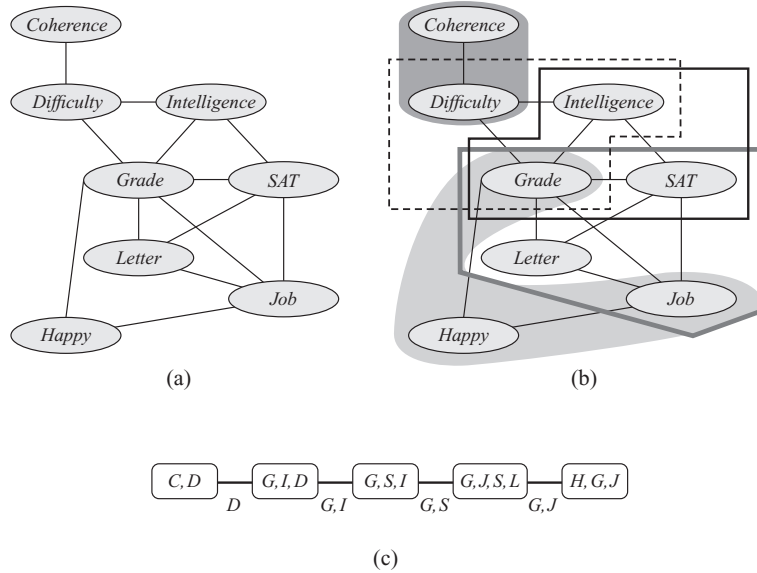 Coherence
Difficulty Intelligence
Grade SAT
Letter
Job
Happy
(a)
Coherence
Difficulty Intelligence
Grade SAT
Letter
Job
Happy
(b)
C, D G, I, D G, S, I G, J, S, L H, G, J
D G, I G, S G, J
(c)